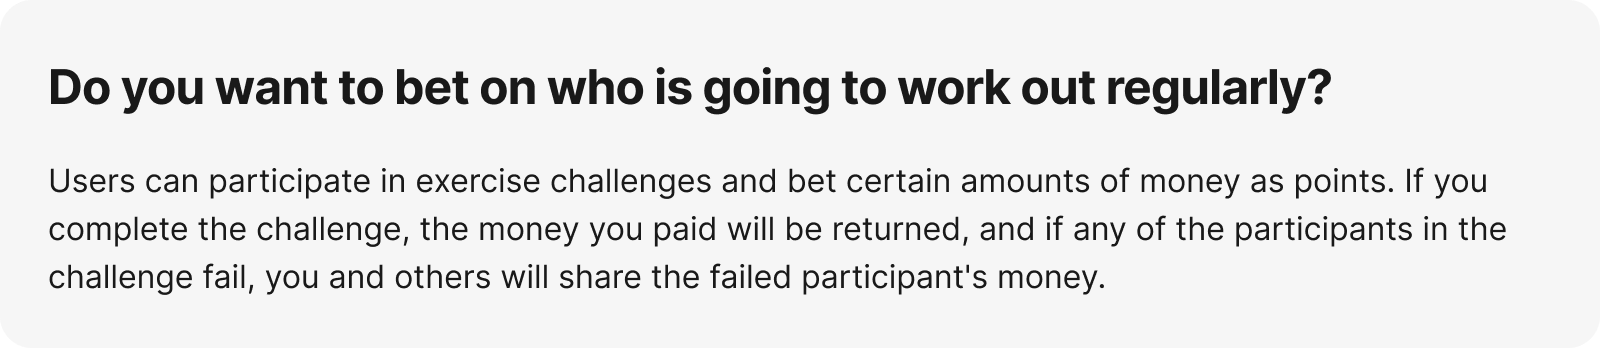 Do you want to bet on who is going to work out regularly?
Users can participate in exercise challenges and bet certain amounts of money as points. If you
complete the challenge, the money you paid will be returned, and if any of the participants in the
challenge fail, you and others will share the failed participant's money.